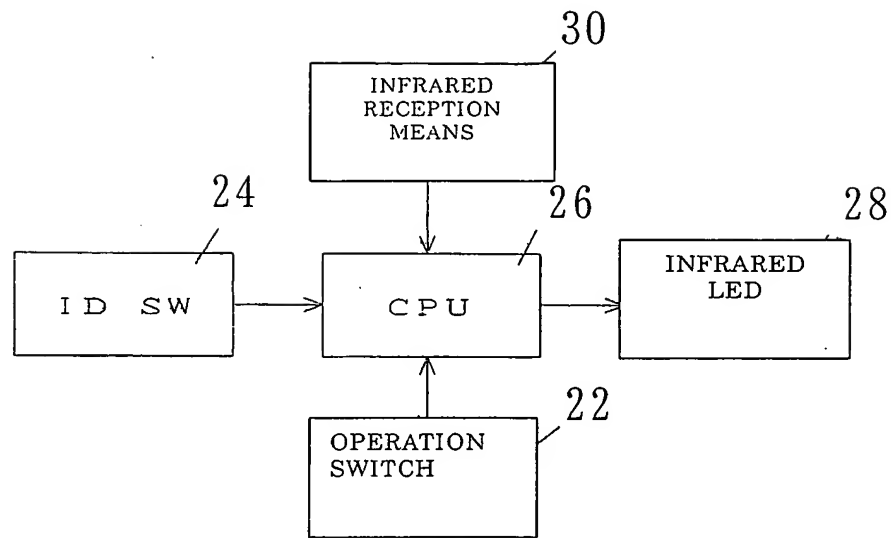 30
INFRARED
RECEPTION
MEANS
24
26
28
ID SW
CPU
INFRARED
LED
22
OPERATION
SWITCH